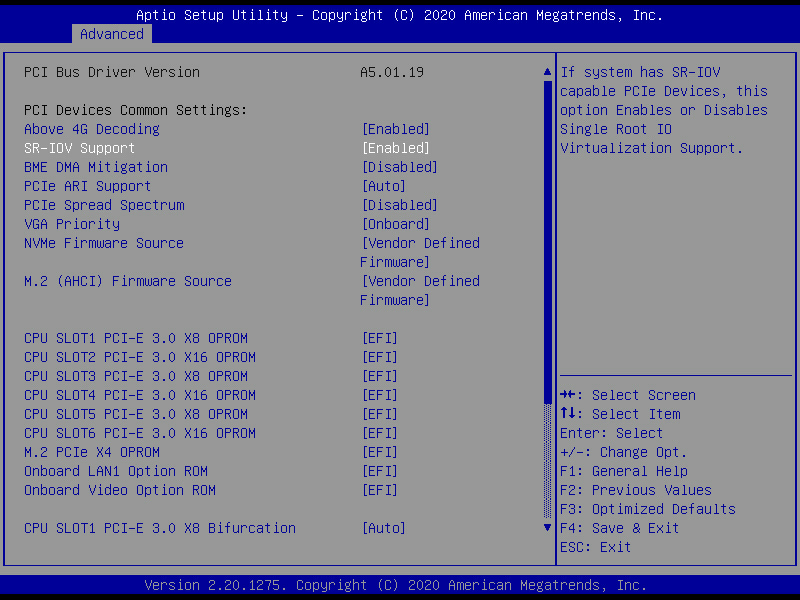 Aptio Setup Utility – Copyright (C) 2020 American Megatrends, Inc.
Advanced
PCI Bus Driver Version A5.01.19
PCI Devices Common Settings:
Above 4G Decoding [Enabled]
SR-IOV Support [Enabled]
BME DMA Mitigation [Disabled]
PCIe ARI Support [Auto]
PCIe Spread Spectrum [Disabled]
VGA Priority [Onboard]
NVMe Firmware Source [Vendor Defined
Firmware]
M.2 (AHCI) Firmware Source [Vendor Defined
Firmware]
CPU SLOT1 PCI-E 3.0 X8 OPROM [EFI]
CPU SLOT2 PCI-E 3.0 X16 OPROM [EFI]
CPU SLOT3 PCI-E 3.0 X8 OPROM [EFI]
CPU SLOT4 PCI-E 3.0 X16 OPROM [EFI]
CPU SLOT5 PCI-E 3.0 X8 OPROM [EFI]
CPU SLOT6 PCI-E 3.0 X16 OPROM [EFI]
M.2 PCIe X4 OPROM [EFI]
Onboard LAN1 Option ROM [EFI]
Onboard Video Option ROM [EFI]
CPU SLOT1 PCI-E 3.0 X8 Bifurcation [Auto]
If system has SR-IOV
capable PCIe Devices, this
option Enables or Disables
Single Root IO
Virtualization Support.
→←: Select Screen
↑↓: Select Item
Enter: Select
+/-: Change Opt.
F1: General Help
F2: Previous Values
F3: Optimized Defaults
F4: Save & Exit
ESC: Exit
Version 2.20.1275. Copyright (C) 2020 American Megatrends, Inc.